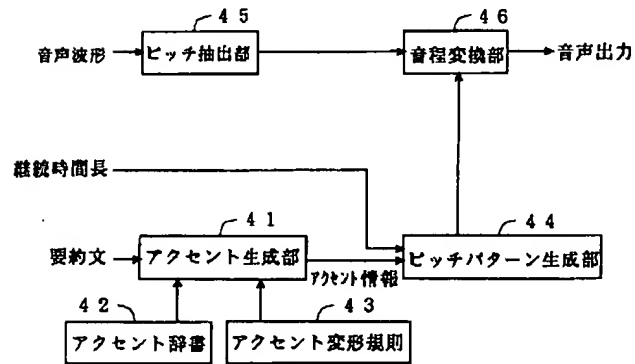 45
46
音声波形
ピッチ抽出部
音程変換部
音声出力
継続時間長
41
44
要約文
アクセント生成部
アクセント情報
ピッチパターン生成部
42
43
アクセント辞書
アクセント変形規則